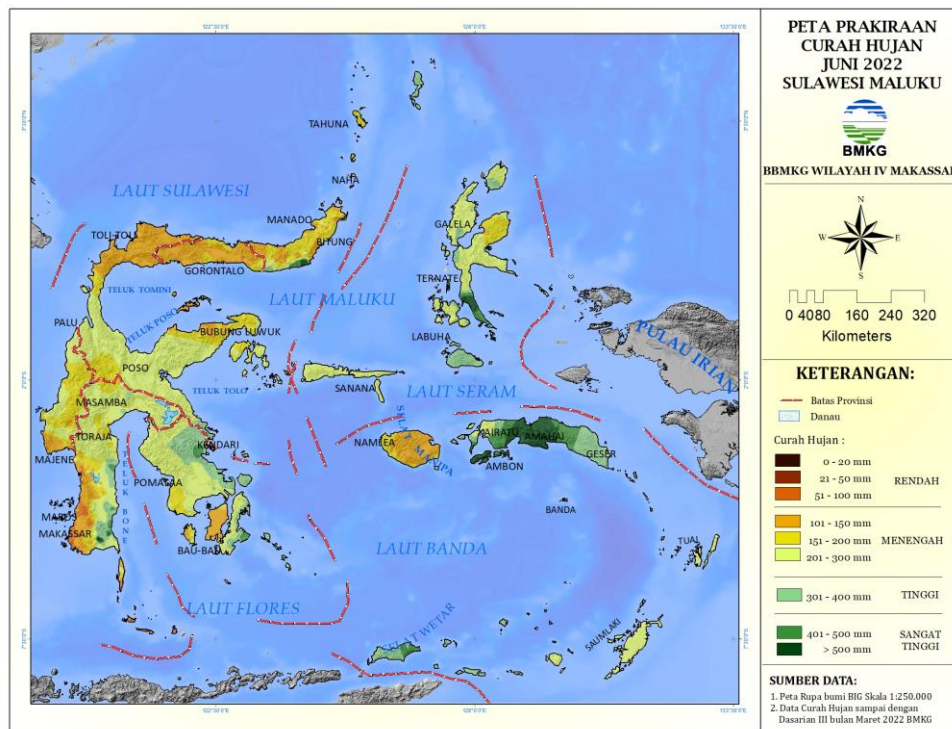 PETA PRAKIRAAN
CURAH HUJAN
JUNI 2022
SULAWESI MALUKU
BMKG
BBMKG WILAYAH IV MAKASSAR
N
W
E
S
0 40 80 160 240 320
Kilometers
KETERANGAN:
Batas Provinsi
Danau
Curah Hujan :
0 - 20 mm
21 - 50 mm
51 - 100 mm
RENDAH
101 - 150 mm
151 - 200 mm
201 - 300 mm
MENENGAH
301 - 400 mm
TINGGI
401 - 500 mm
> 500 mm
SANGAT
TINGGI
SUMBER DATA:
1. Peta Rupa bumi BIG Skala 1:250.000
2. Data Curah Hujan sampai dengan
Dasarian III bulan Maret 2022 BMKG
TAHUNA
NAHA
LAUT SULAWESI
MANADO
BITUNG
TOLI-TOLI
GORONTALO
GALELA
TERNATE
TELUK TOMINI
LAUT MALUKU
PALU
TELUK POSO
BUBUNG LUWUK
LABUHA
PULAU IRIAN
POSO
TELUK TOLO
SANANA
LAUT SERAM
MASAMBA
TORAJA
KENDARI
NAMLEA
SELAT
MANIPA
AMAHAI
GESER
MAJENE
AMBON
TELUK BONE
BANDA
MAROS
MAKASSAR
BAU-BAU
LAUT BANDA
TUAL
LAUT FLORES
SELAT WETAR
SAUMLAKI